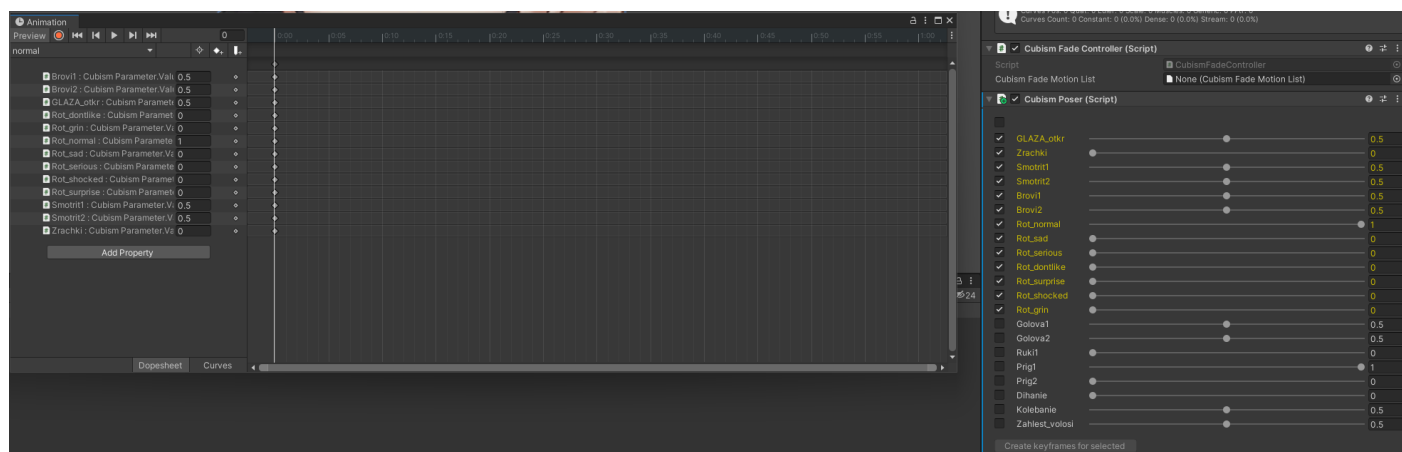 Animation
Preview 0
normal
0:00 0:05 0:10 0:15 0:20 0:25 0:30 0:35 0:40 0:45 0:50 0:55 1:00
Brovi1 : Cubism Parameter.Valu 0.5
Brovi2 : Cubism Parameter.Valu 0.5
GLAZA_otkr : Cubism Paramete 0.5
Rot_dontlike : Cubism Paramet 0
Rot_grin : Cubism Parameter.Va 0
Rot_normal : Cubism Paramete 1
Rot_sad : Cubism Parameter.Va 0
Rot_serious : Cubism Paramete 0
Rot_shocked : Cubism Paramet 0
Rot_surprise : Cubism Paramet 0
Smotrit1 : Cubism Parameter.V 0.5
Smotrit2 : Cubism Parameter.V 0.5
Zrachki : Cubism Parameter.Va 0
Add Property
Dopesheet Curves
24
Curves Count: 0 Constant: 0 (0.0%) Dense: 0 (0.0%) Stream: 0 (0.0%)
Cubism Fade Controller (Script)
Script CubismFadeController
Cubism Fade Motion List None (Cubism Fade Motion List)
Cubism Poser (Script)
GLAZA_otkr 0.5
Zrachki 0
Smotrit1 0.5
Smotrit2 0.5
Brovi1 0.5
Brovi2 0.5
Rot_normal 1
Rot_sad 0
Rot_serious 0
Rot_dontlike 0
Rot_surprise 0
Rot_shocked 0
Rot_grin 0
Golova1 0.5
Golova2 0.5
Ruki1 0
Prig1 1
Prig2 0
Dihanie 0
Kolebanie 0.5
Zahlest_volosi 0.5
Create keyframes for selected